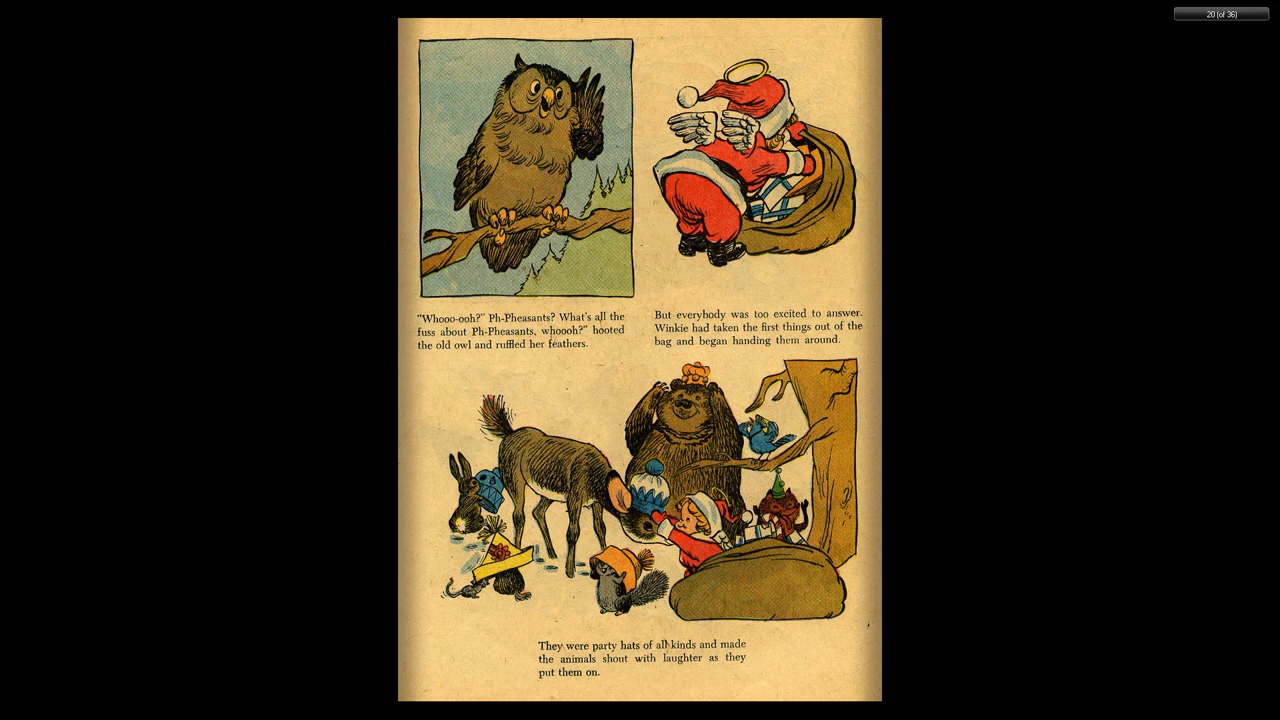 20 (of 36)
“Whooo-ooh?” Ph-Pheasants? What’s all the
fuss about Ph-Pheasants, whoooh?” hooted
the old owl and ruffled her feathers.
But everybody was too excited to answer.
Winkie had taken the first things out of the
bag and began handing them around.
They were party hats of all kinds and made
the animals shout with laughter as they
put them on.